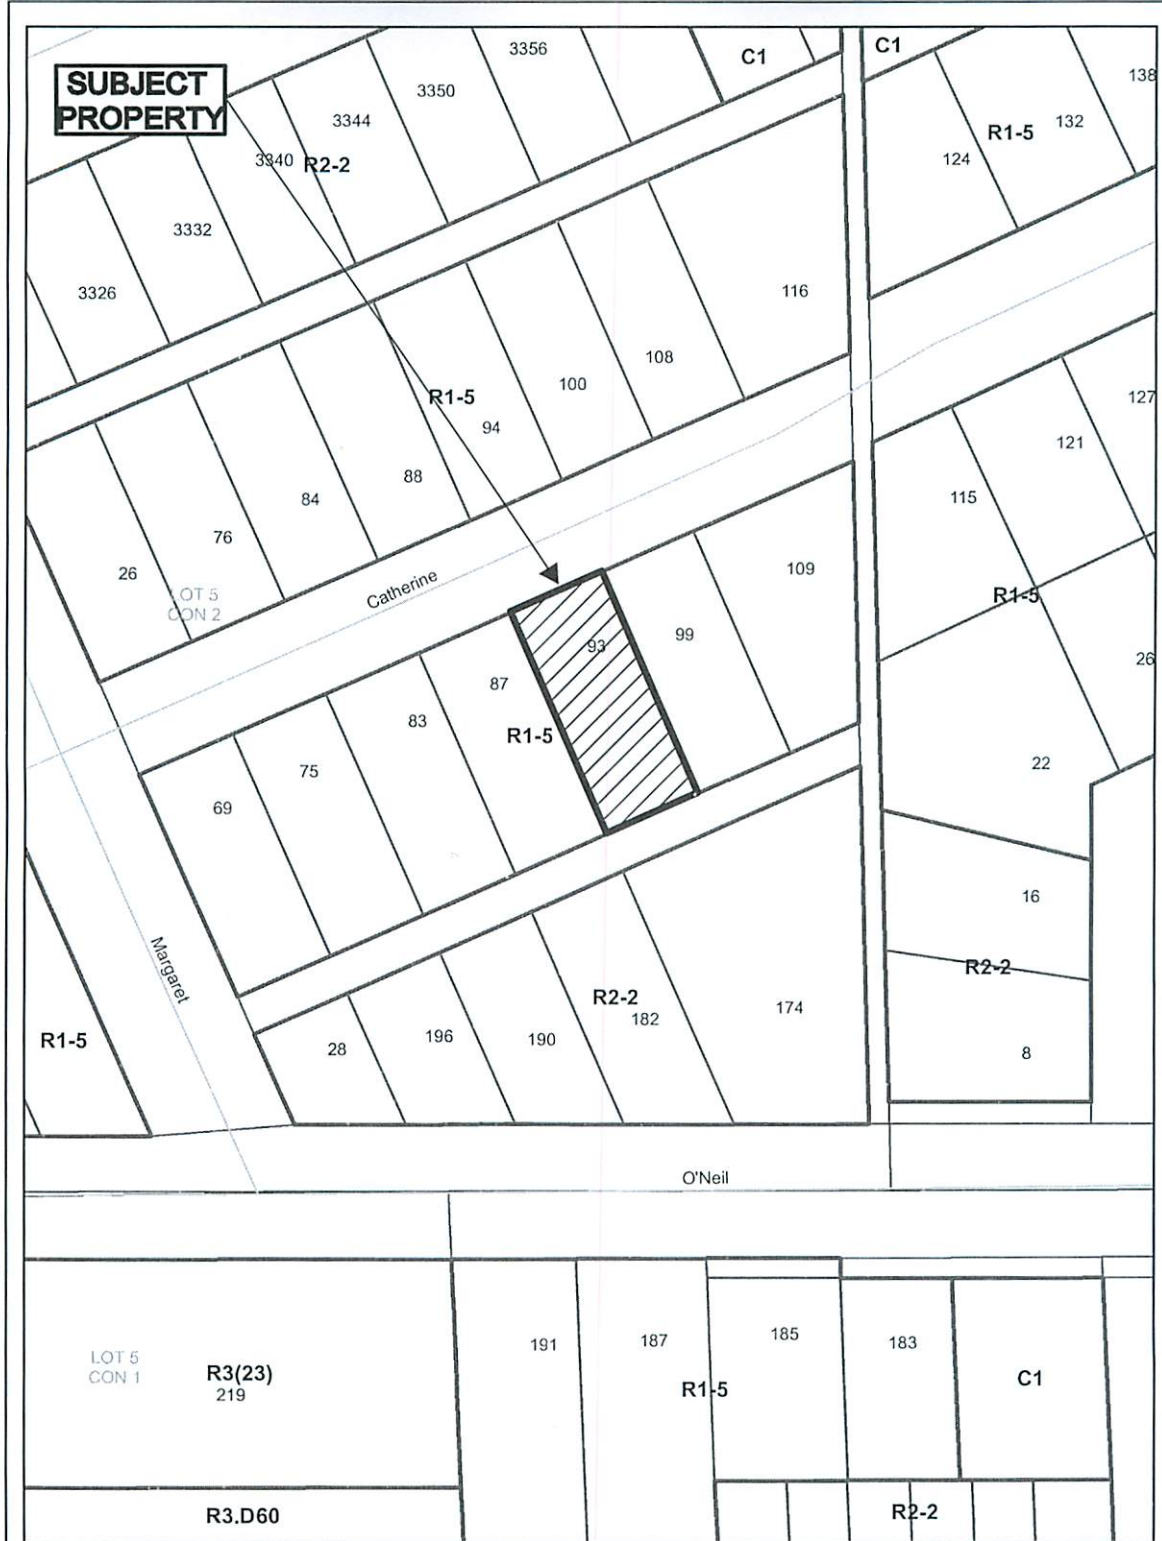 SUBJECT
PROPERTY
3356
C1
C1
138
3350
3344
132
R1-5
124
3340
R2-2
3332
3326
116
108
100
R1-5
94
127
121
115
88
84
76
26
LOT 5
CON 2
Catherine
109
R1-5
99
93
26
87
83
R1-5
75
69
22
16
R2-2
Margaret
R2-2
182
174
R1-5
28
196
190
8
O'Neil
191
187
185
183
LOT 5
CON 1
R3(23)
219
R1-5
C1
R3.D60
R2-2